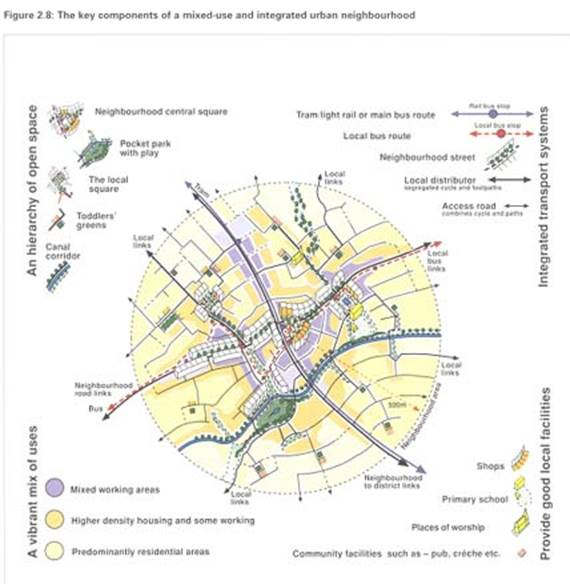 Figure 2.8: The key components of a mixed-use and integrated urban neighbourhood
An hierarchy of open space
Neighbourhood central square
Pocket park
with play
The local
square
Toddlers'
greens
Canal
corridor
Integrated transport systems
Tram light rail or main bus route
Rail bus stop
Local bus route
Local bus stop
Neighbourhood street
Local distributor
segregated cycle and footpaths
Access road
combines cycle and paths
Tram
Local
links
Local
links
Local
bus
links
Local
links
Neighbourhood
road links
Bus
500m
Neighbourhood area
Neighbourhood
to district links
Local
links
A vibrant mix of uses
Mixed working areas
Higher density housing and some working
Predominantly residential areas
Provide good local facilities
Shops
Primary school
Places of worship
Community facilities such as – pub, créche etc.